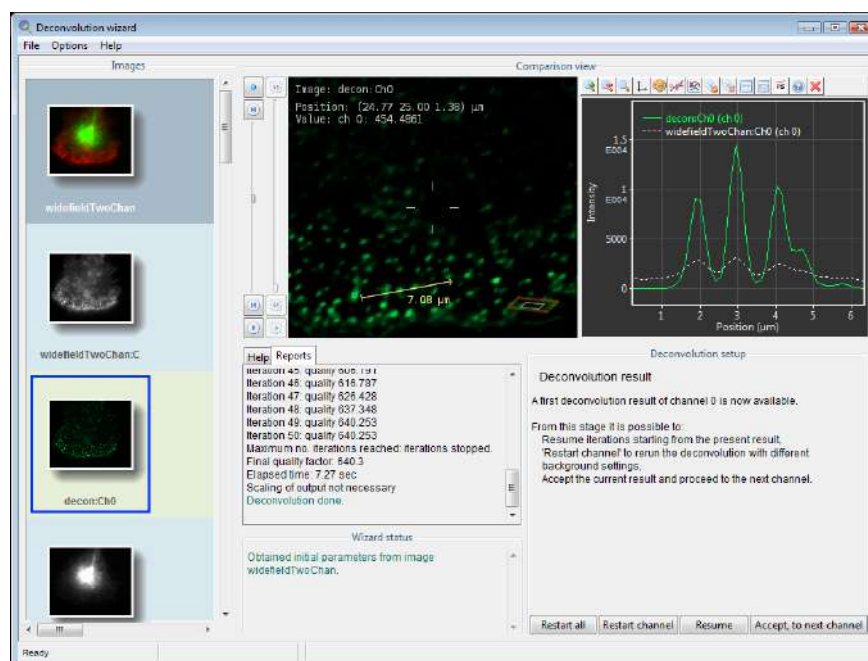 Deconvolution wizard
File Options Help
Images
widefieldTwoChan
widefieldTwoChan:C
decon:Ch0
Comparison view
Image: decon:Ch0
Position: (24.77 25.00 1.38) μm
Value: ch 0: 454.4861
7.08 μm
decon:Ch0 (ch 0)
widefieldTwoChan:Ch0 (ch 0)
1.5
E004
1
E004
5000
0
Intensity
1 2 3 4 5 6
Position (μm)
Help Reports
Iteration 45: quality 606.191
Iteration 46: quality 616.787
Iteration 47: quality 626.428
Iteration 48: quality 637.348
Iteration 49: quality 640.253
Iteration 50: quality 640.253
Maximum no. iterations reached: iterations stopped.
Final quality factor: 640.3
Elapsed time: 7.27 sec
Scaling of output not necessary
Deconvolution done.
Wizard status
Obtained initial parameters from image
widefieldTwoChan.
Deconvolution setup
Deconvolution result
A first deconvolution result of channel 0 is now available.
From this stage it is possible to:
Resume iterations starting from the present result,
'Restart channel' to rerun the deconvolution with different
background settings,
Accept the current result and proceed to the next channel.
Restart all Restart channel Resume Accept, to next channel
Ready